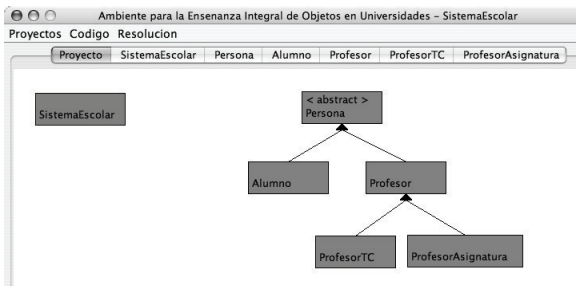 Ambiente para la Ensenanza Integral de Objetos en Universidades – SistemaEscolar
Proyectos Codigo Resolucion
Proyecto SistemaEscolar Persona Alumno Profesor ProfesorTC ProfesorAsignatura
SistemaEscolar
< abstract >
Persona
Alumno
Profesor
ProfesorTC
ProfesorAsignatura